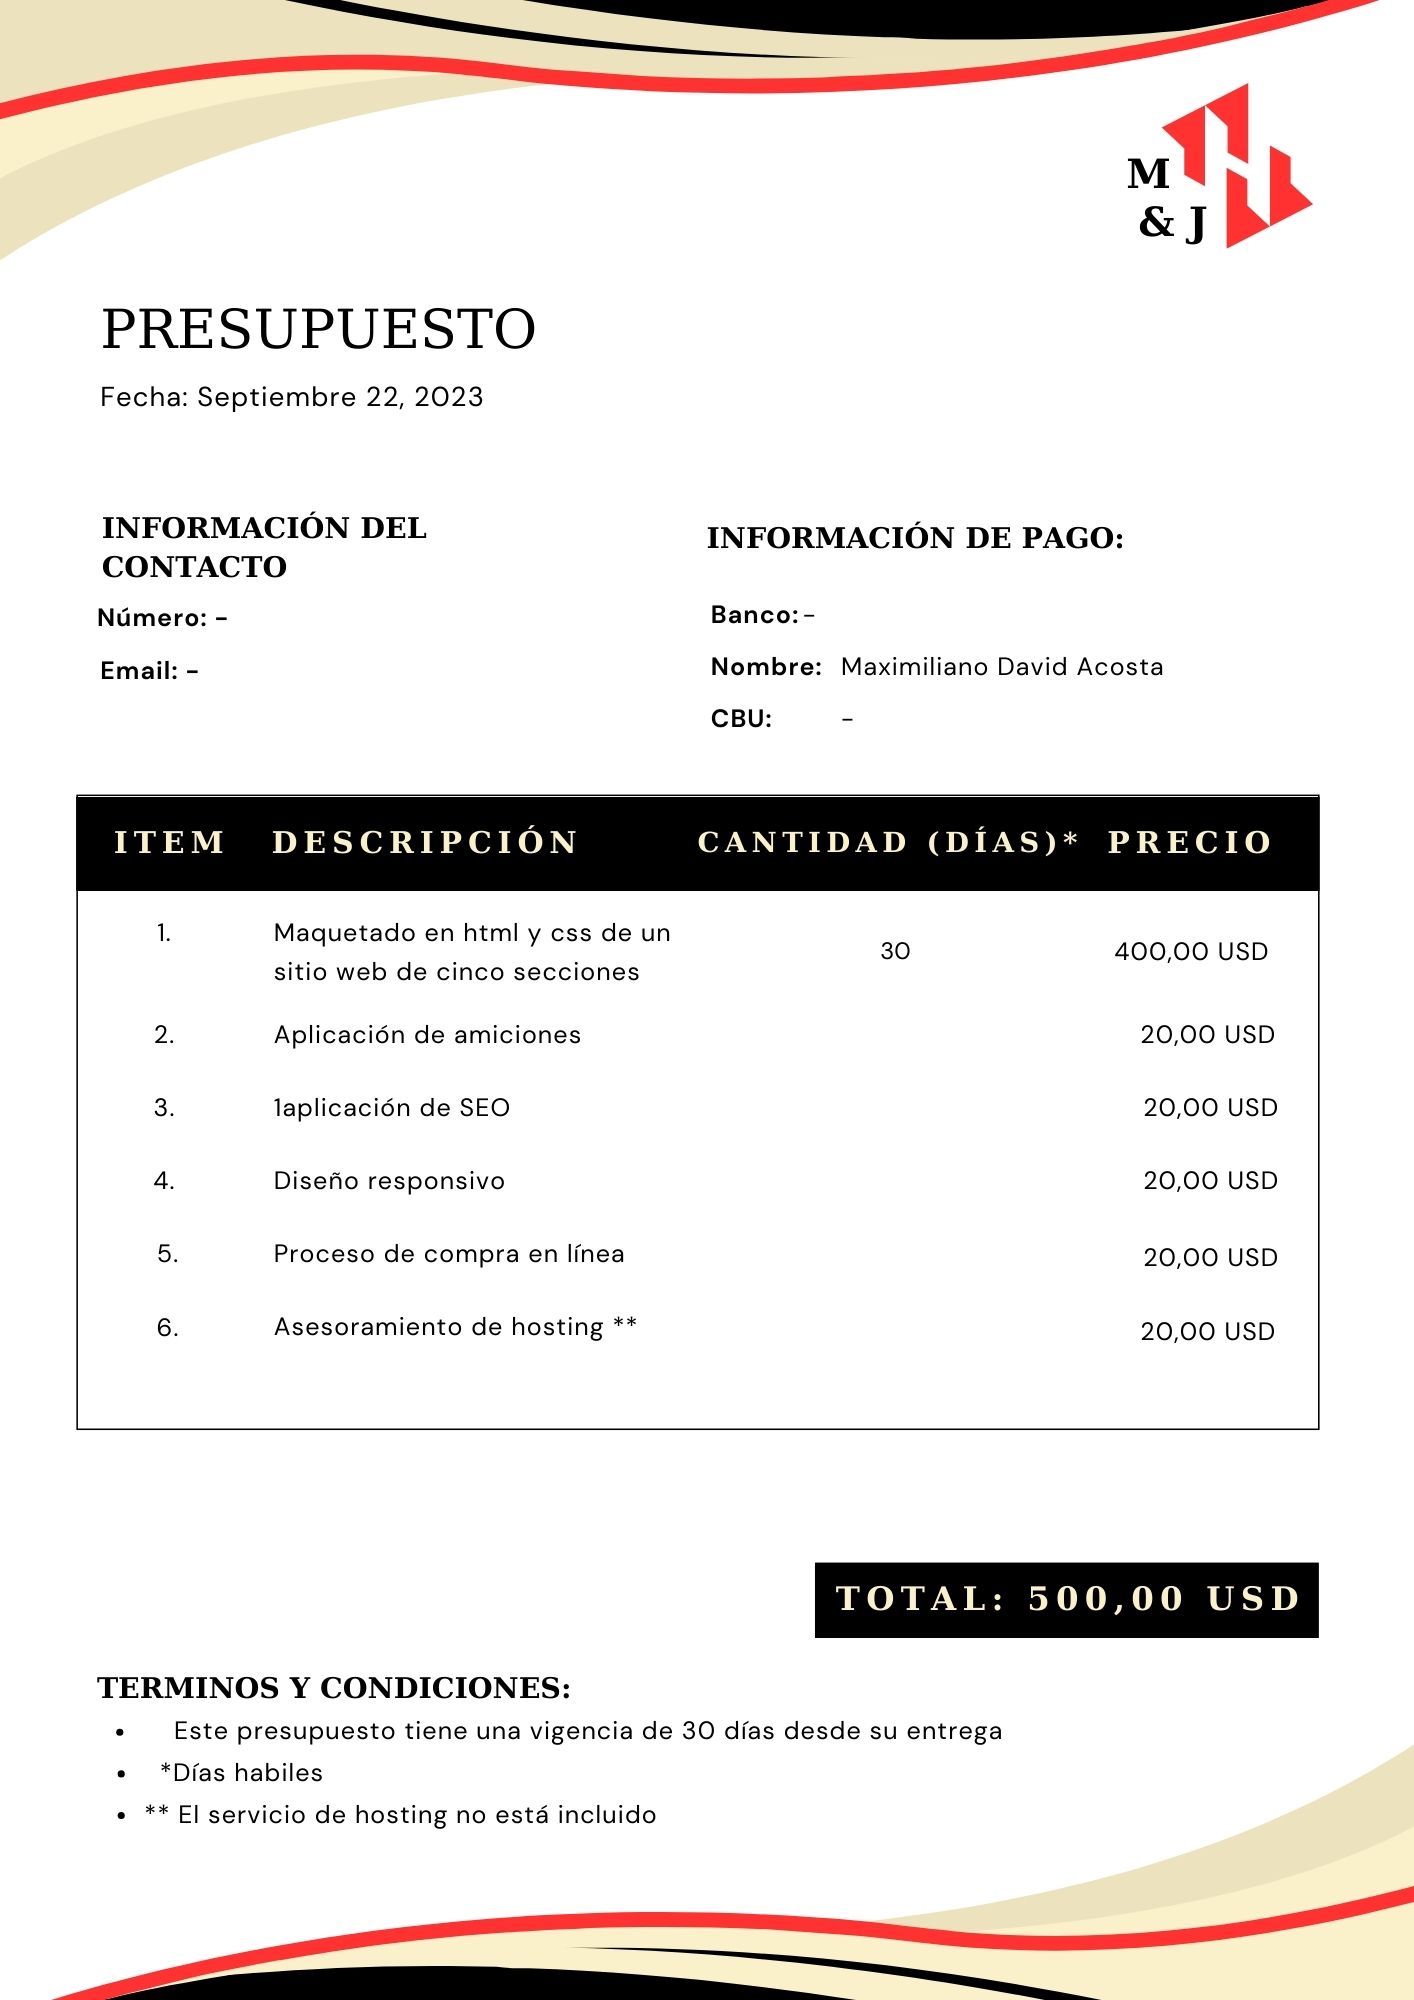 M
& J
PRESUPUESTO
Fecha: Septiembre 22, 2023
INFORMACIÓN DEL
CONTACTO
Número: -
Email: -
INFORMACIÓN DE PAGO:
Banco: -
Nombre: Maximiliano David Acosta
CBU: -
ITEM DESCRIPCIÓN CANTIDAD (DÍAS)* PRECIO
1. Maquetado en html y css de un
sitio web de cinco secciones 30 400,00 USD
2. Aplicación de amiciones 20,00 USD
3. 1aplicación de SEO 20,00 USD
4. Diseño responsivo 20,00 USD
5. Proceso de compra en línea 20,00 USD
6. Asesoramiento de hosting ** 20,00 USD
TOTAL: 500,00 USD
TERMINOS Y CONDICIONES:
• Este presupuesto tiene una vigencia de 30 días desde su entrega
• *Días habiles
• ** El servicio de hosting no está incluido